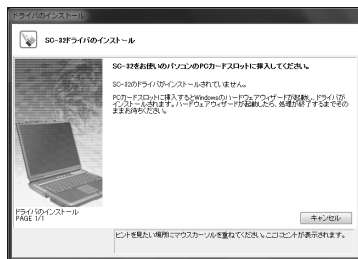 ドライバのインストール
SC-32ドライバのインストール
SC-32をお使いのパソコンのPCカードスロットに挿入してください。
SC-32のドライバがインストールされていません。
PCカードスロットに挿入するとWindowsのハードウェアウィザードが起動し、ドライバが
インストールされます。ハードウェアウィザードが起動したら、処理が終了するまでその
ままお待ちください。
ドライバのインストール
PAGE 1/1
キャンセル
ヒントを見たい場所にマウスカーソルを重ねてください。ここにヒントが表示されます。